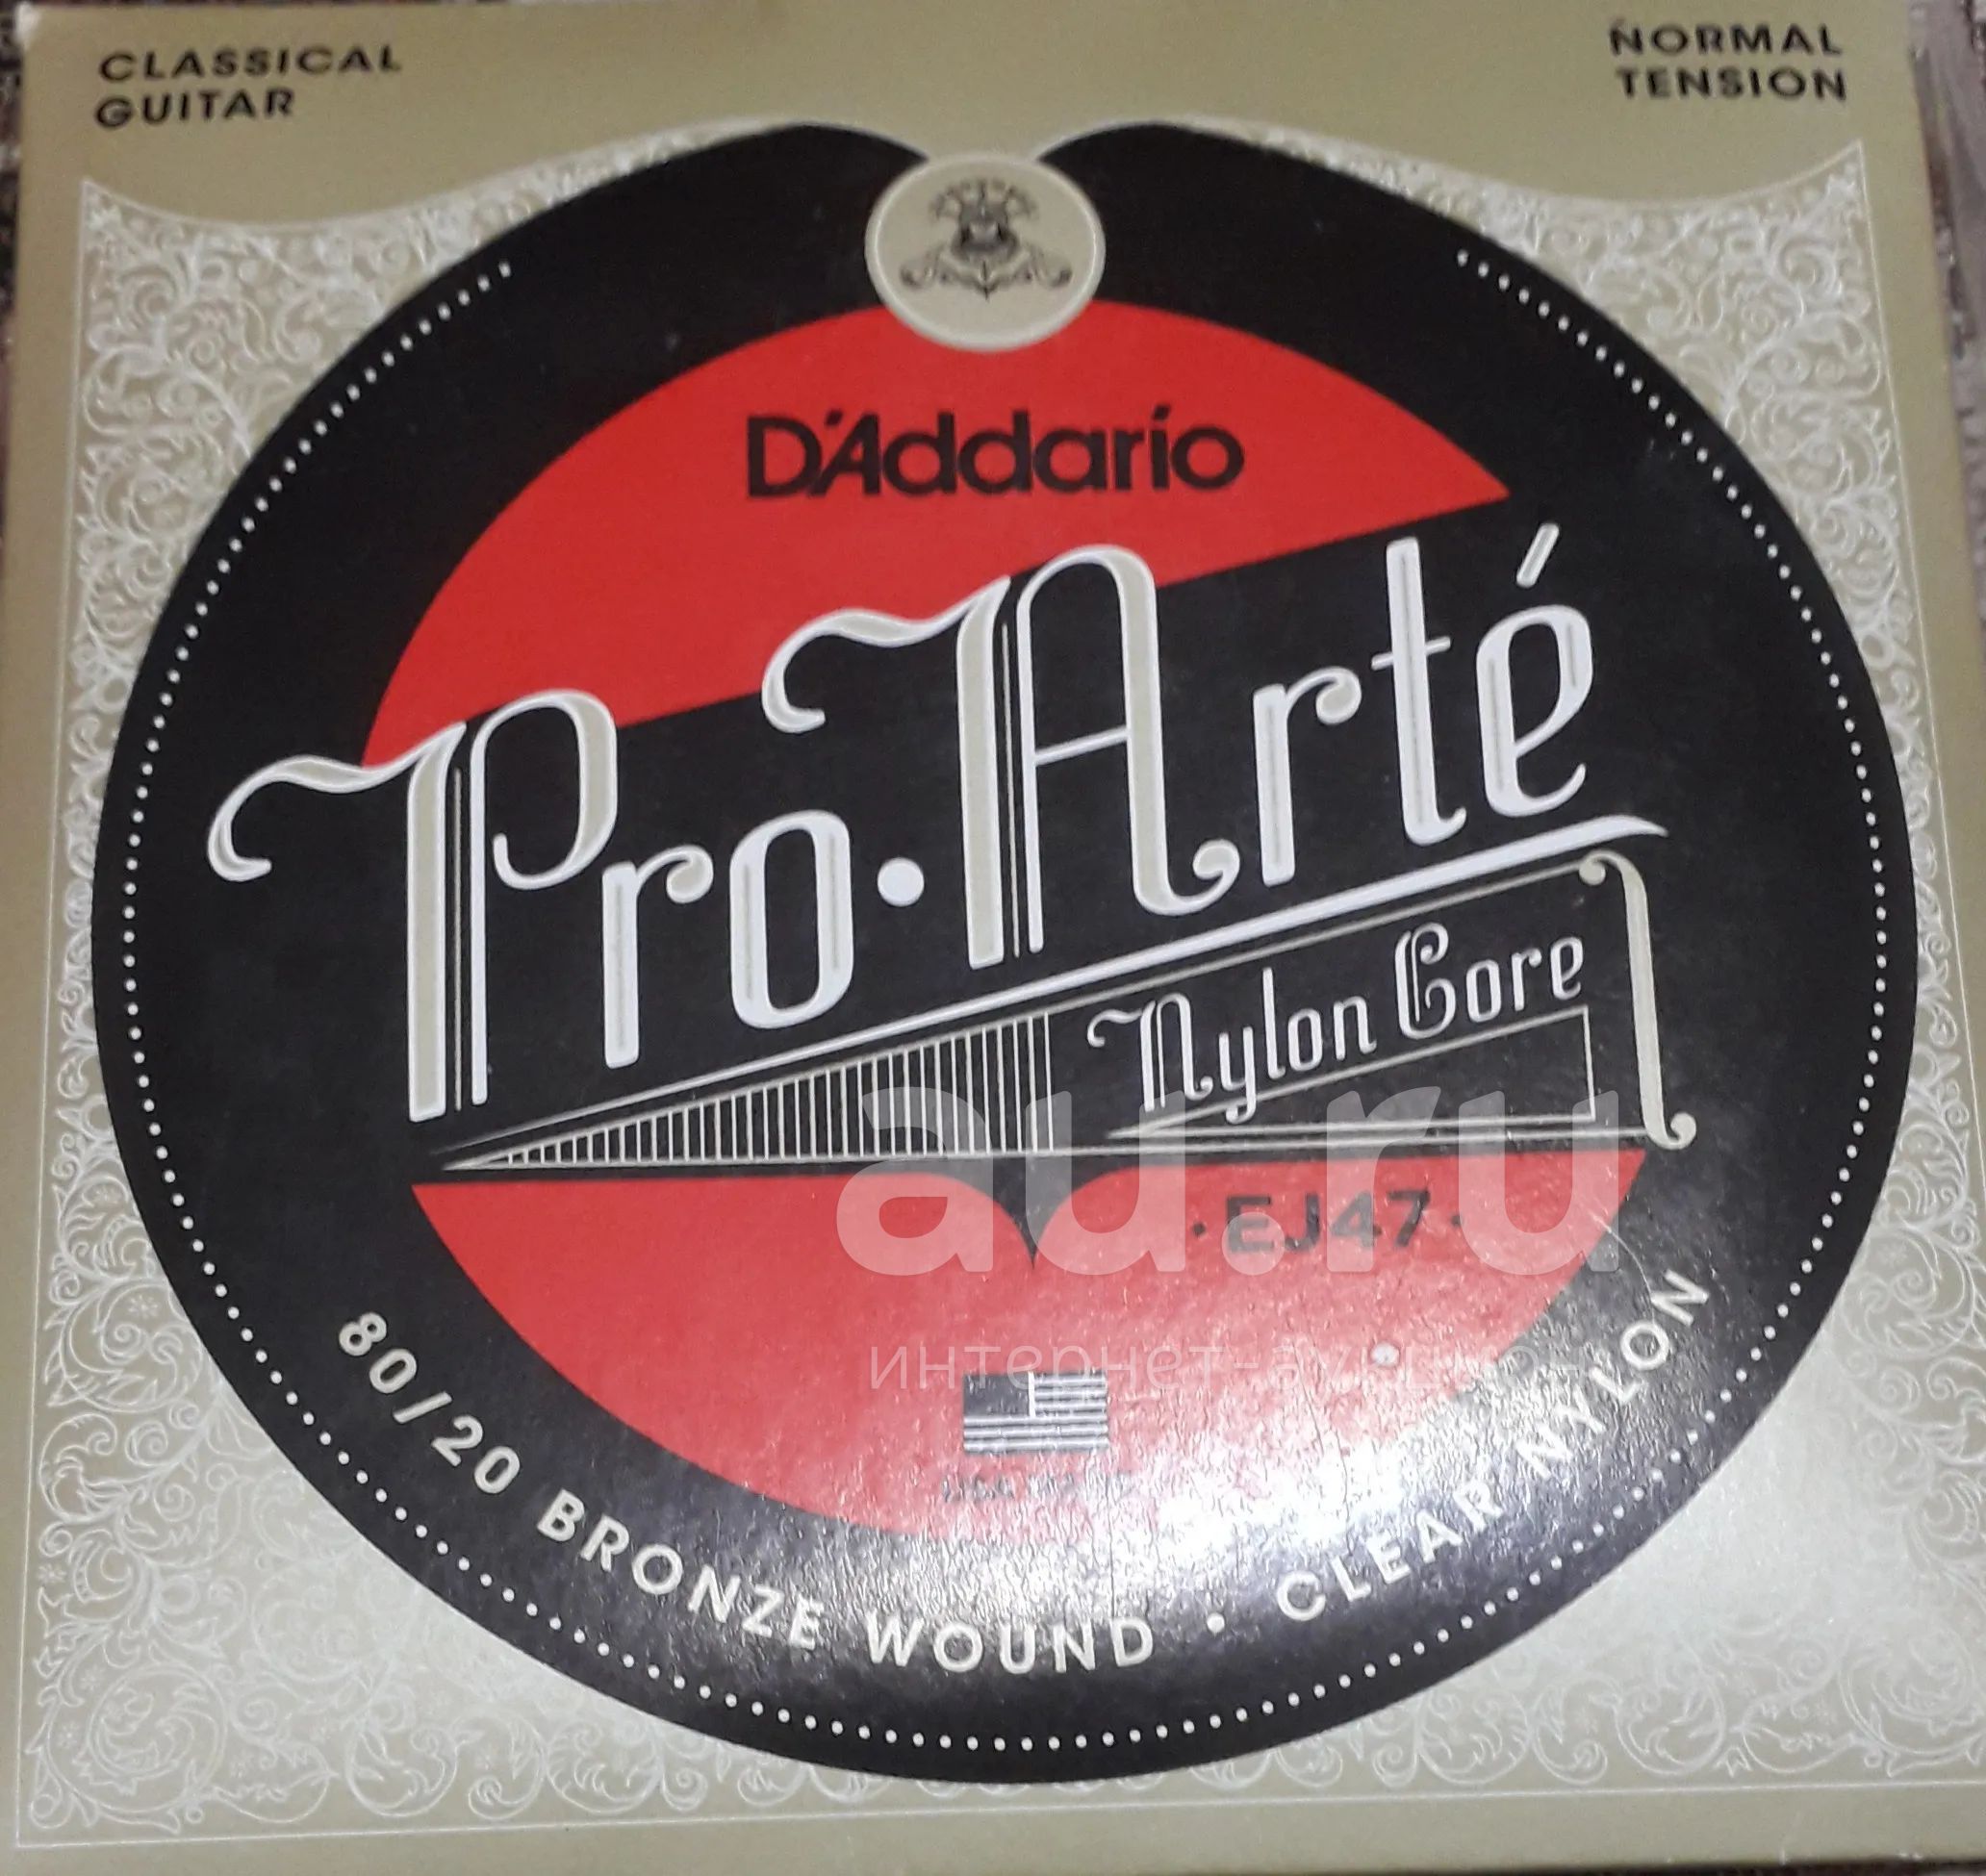 CLASSICAL
GUITAR
NORMAL
TENSION
D'Addario
Pro·Arté
Nylon Core
·EJ47·
au.ru
интернет-аукцион
USA
80/20 BRONZE WOUND · CLEAR NYLON